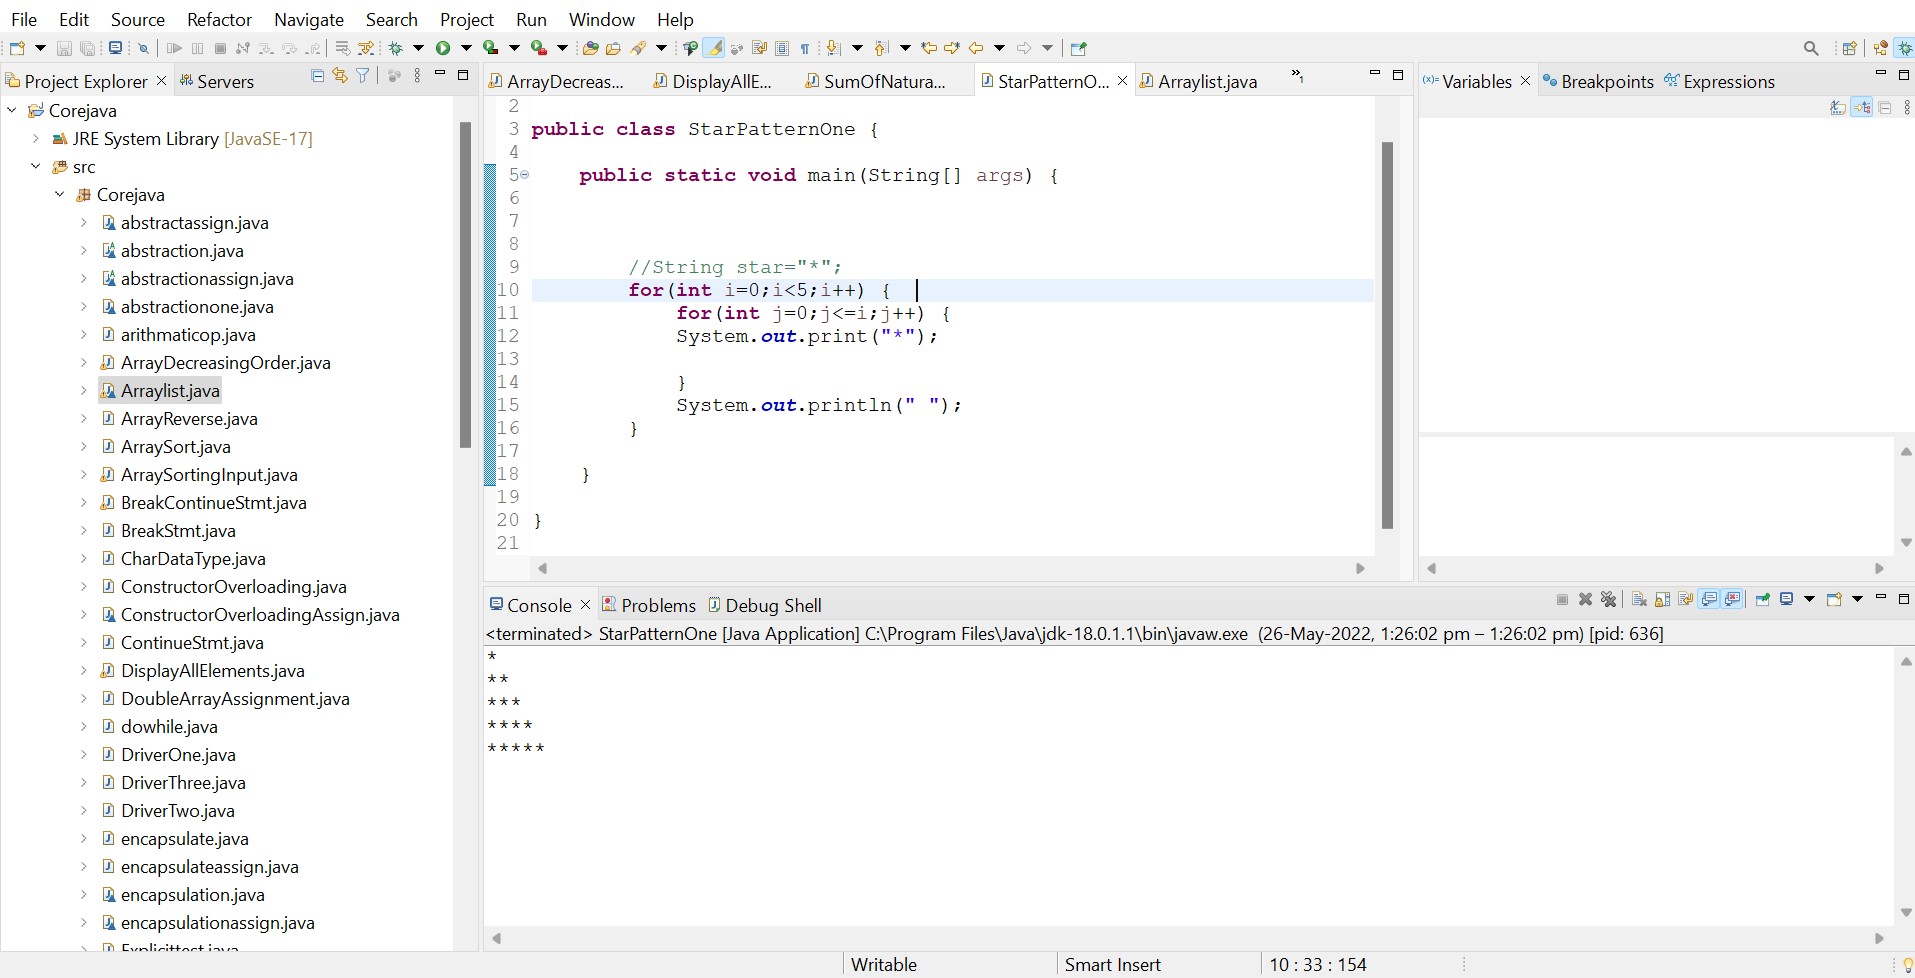 File Edit Source Refactor Navigate Search Project Run Window Help
Project Explorer Servers
Corejava
JRE System Library [JavaSE-17]
src
Corejava
abstractassign.java
abstraction.java
abstractionassign.java
abstractionone.java
arithmaticop.java
ArrayDecreasingOrder.java
Arraylist.java
ArrayReverse.java
ArraySort.java
ArraySortingInput.java
BreakContinueStmt.java
BreakStmt.java
CharDataType.java
ConstructorOverloading.java
ConstructorOverloadingAssign.java
ContinueStmt.java
DisplayAllElements.java
DoubleArrayAssignment.java
dowhile.java
DriverOne.java
DriverThree.java
DriverTwo.java
encapsulate.java
encapsulateassign.java
encapsulation.java
encapsulationassign.java
Explicittest.java
ArrayDecreas... DisplayAllE... SumOfNatura... StarPatternO... Arraylist.java »1
2
3 public class StarPatternOne {
4
5 public static void main(String[] args) {
6
7
8
9 //String star="*";
10 for(int i=0;i<5;i++) {
11 for(int j=0;j<=i;j++) {
12 System.out.print("*");
13
14 }
15 System.out.println(" ");
16 }
17
18 }
19
20 }
21
(x)= Variables Breakpoints Expressions
Console Problems Debug Shell
<terminated> StarPatternOne [Java Application] C:\Program Files\Java\jdk-18.0.1.1\bin\javaw.exe (26-May-2022, 1:26:02 pm – 1:26:02 pm) [pid: 636]
*
**
***
****
*****
Writable Smart Insert 10 : 33 : 154